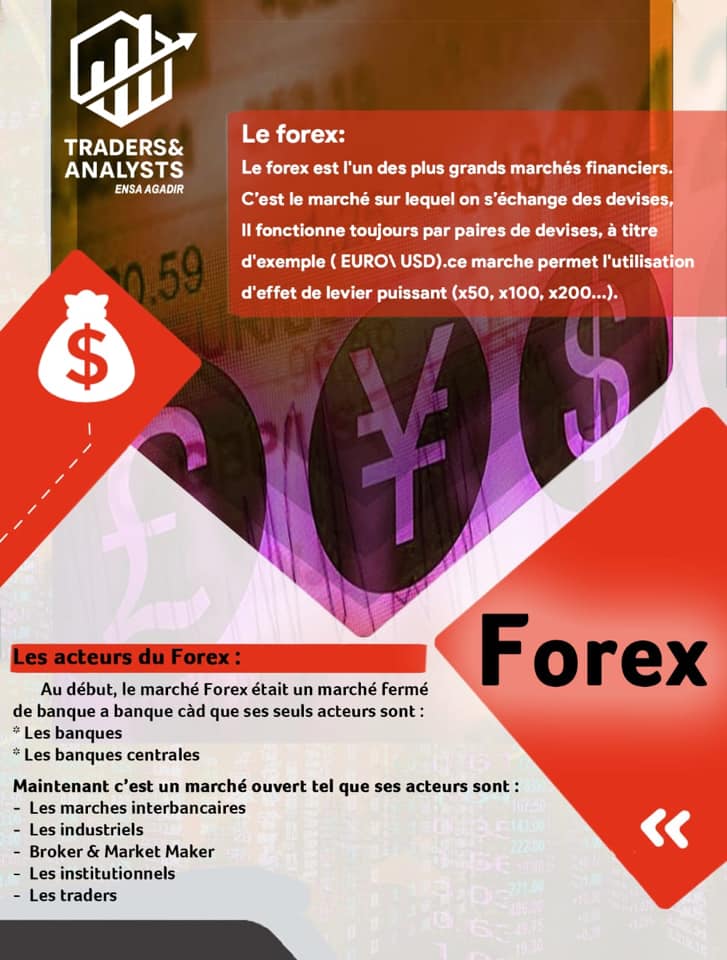 TRADERS&
ANALYSTS
ENSA AGADIR
Le forex:
Le forex est l'un des plus grands marchés financiers.
C’est le marché sur lequel on s’échange des devises,
Il fonctionne toujours par paires de devises, à titre
d'exemple ( EURO\ USD).ce marche permet l'utilisation
d'effet de levier puissant (x50, x100, x200...).
0.59
$
£
¥
$
Forex
Les acteurs du Forex :
Au début, le marché Forex était un marché fermé
de banque a banque càd que ses seuls acteurs sont :
* Les banques
* Les banques centrales
Maintenant c’est un marché ouvert tel que ses acteurs sont :
- Les marches interbancaires
- Les industriels
- Broker & Market Maker
- Les institutionnels
- Les traders